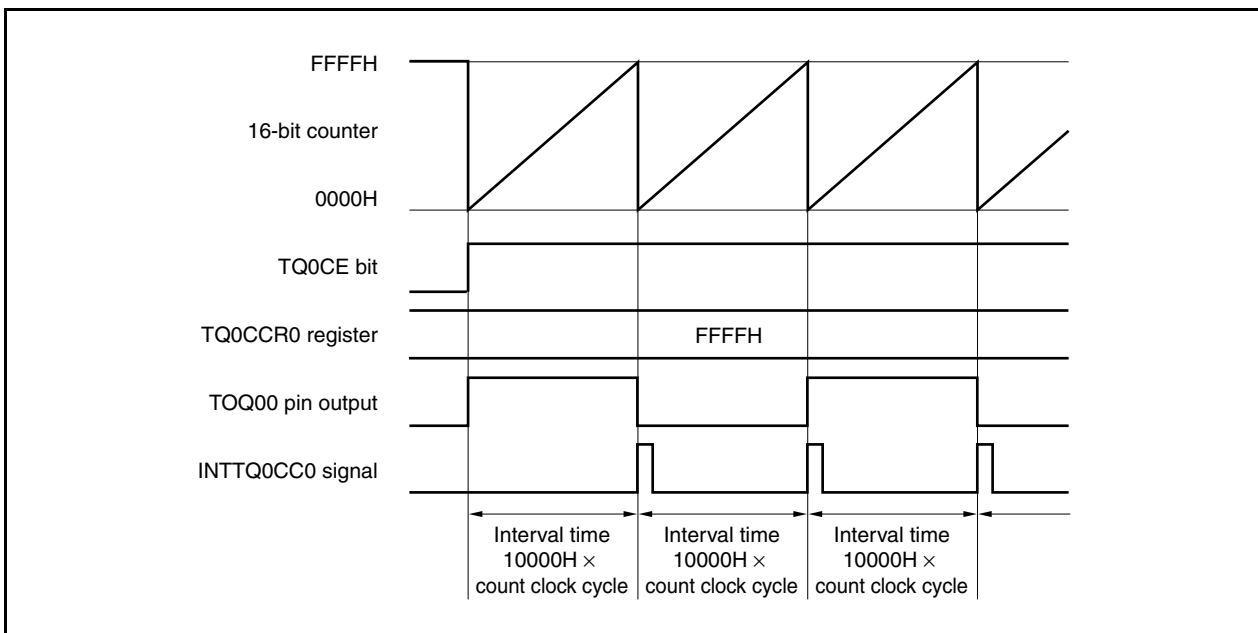 FFFFH
16-bit counter
0000H
TQ0CE bit
TQ0CCR0 register
FFFFH
TOQ00 pin output
INTTQ0CC0 signal
Interval time
10000H ×
count clock cycle
Interval time
10000H ×
count clock cycle
Interval time
10000H ×
count clock cycle